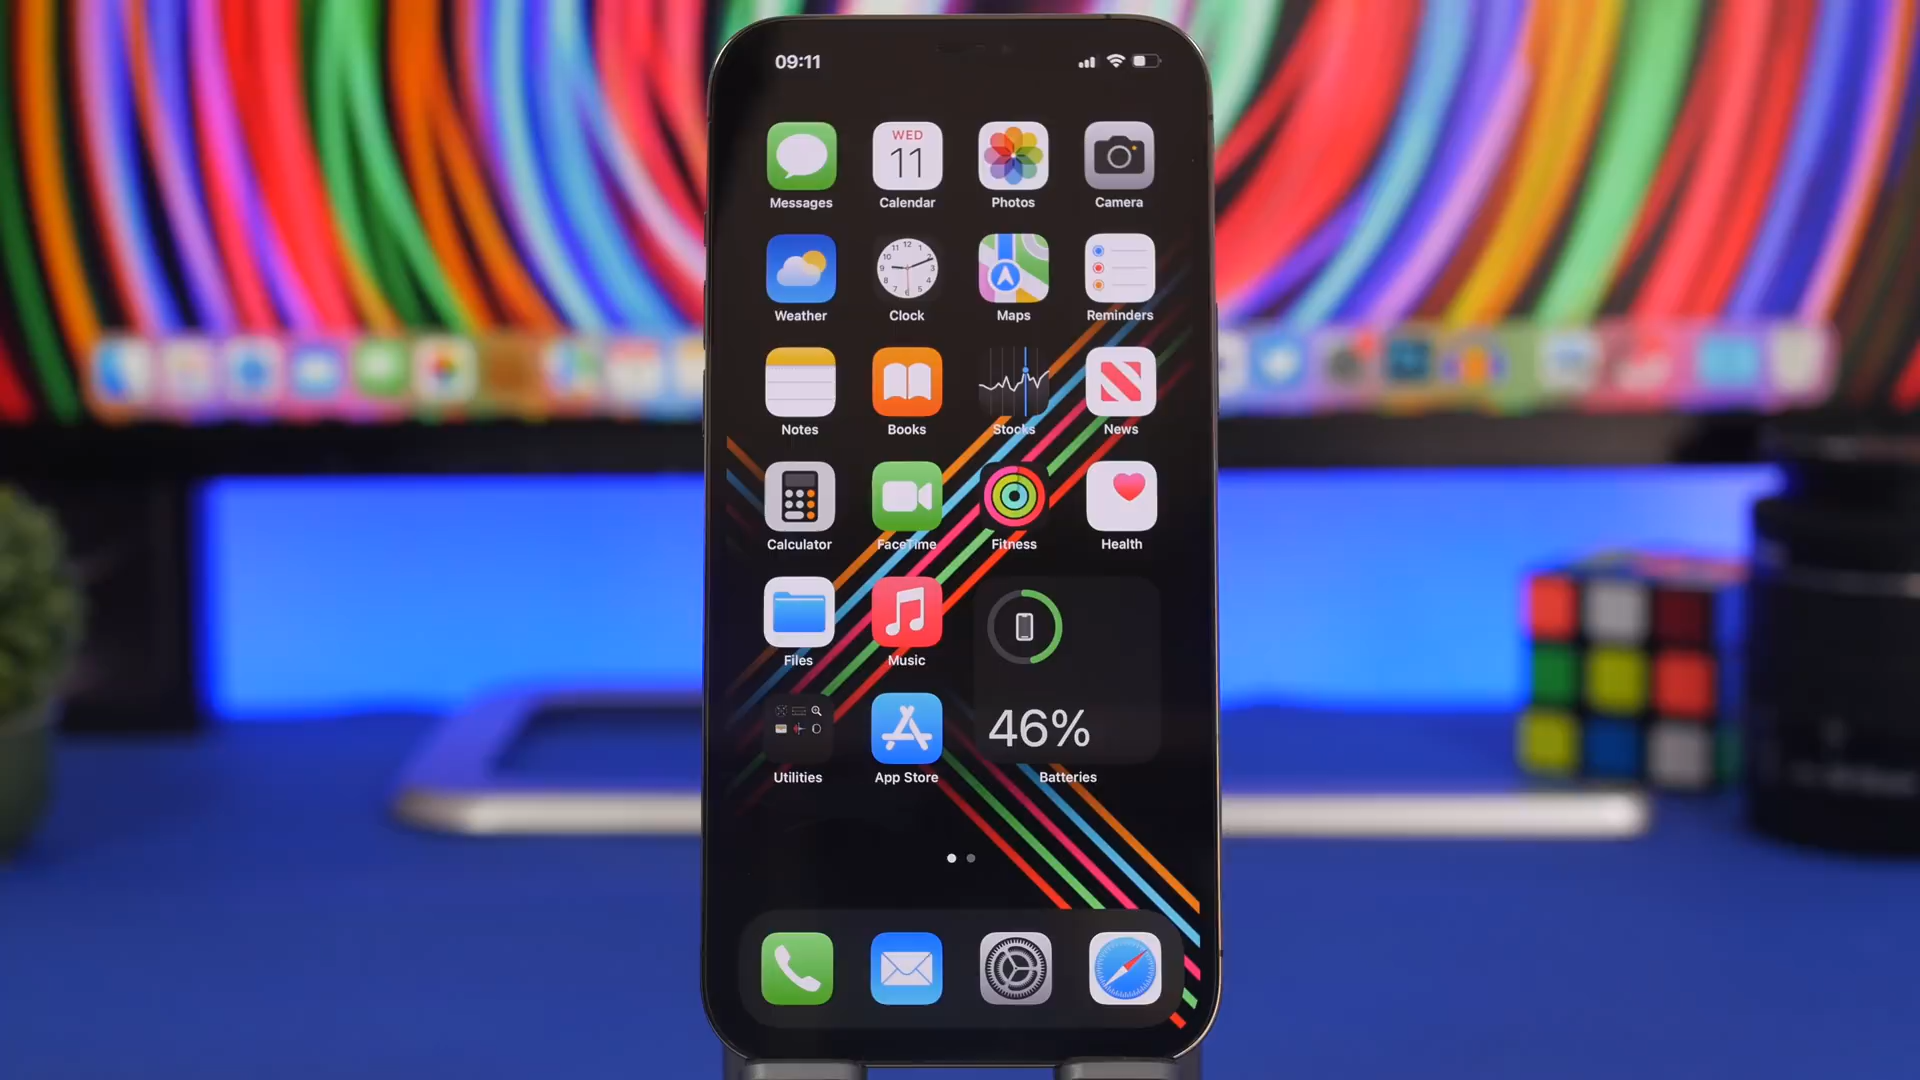 09:11
WED
11
Messages
Calendar
Photos
Camera
Weather
Clock
Maps
Reminders
Notes
Books
Stocks
News
Calculator
FaceTime
Fitness
Health
Files
Music
46%
Utilities
App Store
Batteries